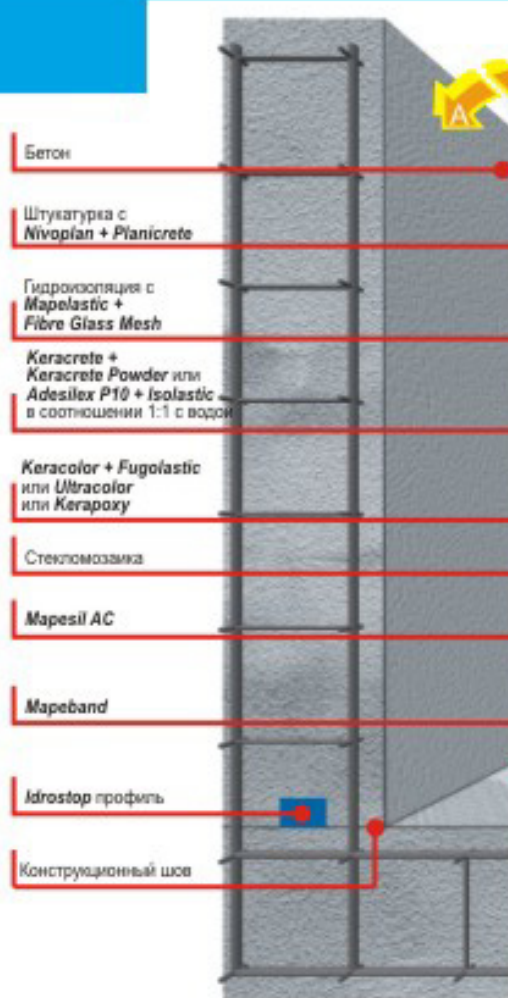 A
Бетон
Штукатурка с
Nivoplan + Planicrete
Гидроизоляция с
Mapelastic +
Fibre Glass Mesh
Keracrete +
Keracrete Powder или
Adesilex P10 + Isolastic
в соотношении 1:1 с водой
Keracolor + Fugolastic
или Ultracolor
или Kerapoxy
Стекломозаика
Mapesil AC
Mapeband
Idrostop профиль
Конструкционный шов